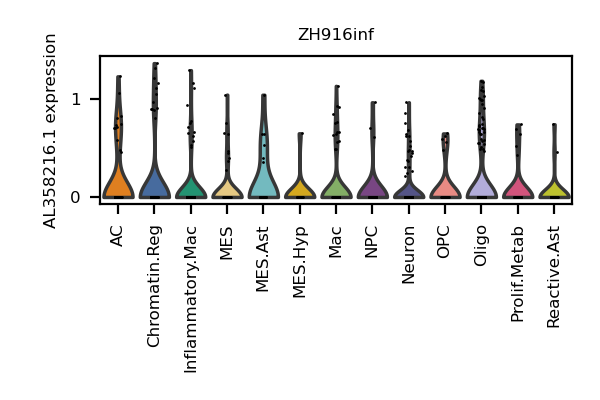 ZH916inf
AL358216.1 expression
1
0
AC
Chromatin.Reg
Inflammatory.Mac
MES
MES.Ast
MES.Hyp
Mac
NPC
Neuron
OPC
Oligo
Prolif.Metab
Reactive.Ast